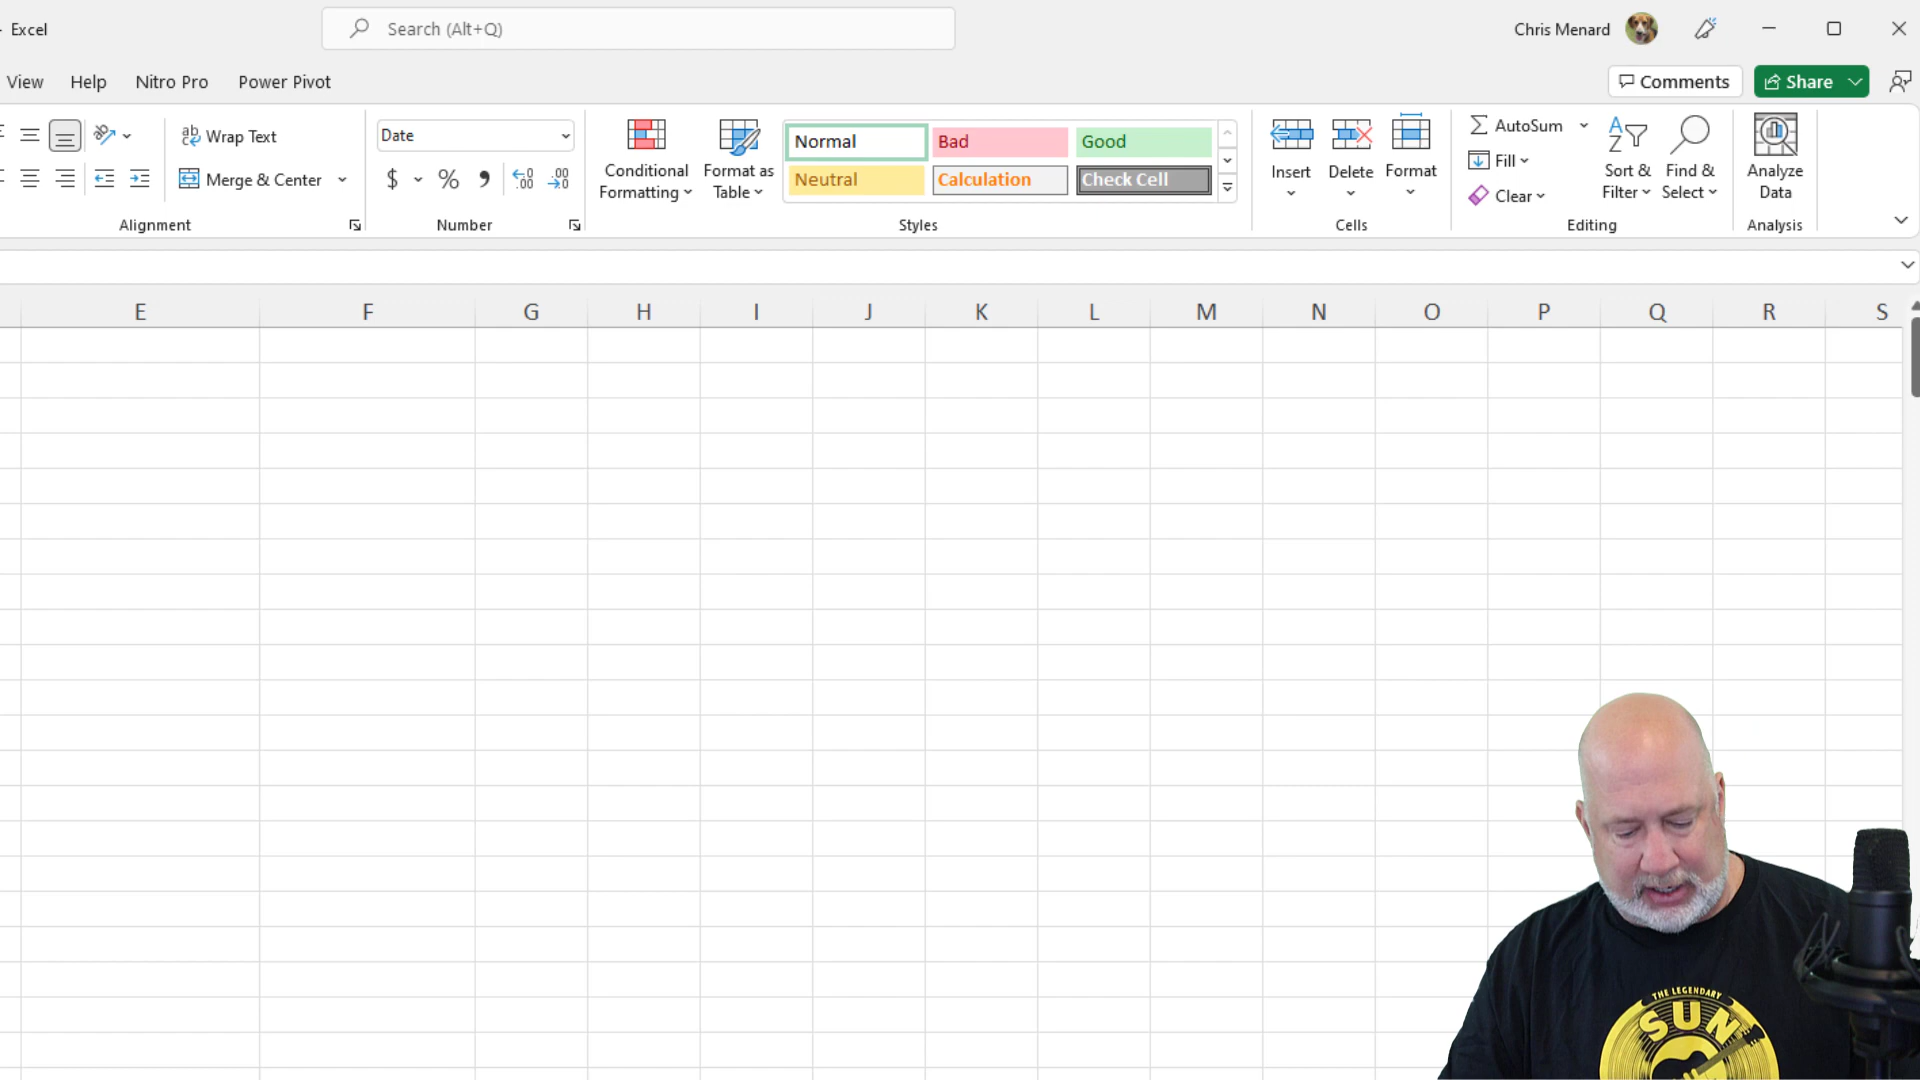 Excel
Search (Alt+Q)
Chris Menard
View Help Nitro Pro Power Pivot
Comments
Share
Wrap Text
Merge & Center
Alignment
Date
$ % ,
Number
Conditional Formatting
Format as Table
Normal Bad Good
Neutral Calculation Check Cell
Styles
Insert
Delete
Format
Cells
AutoSum
Fill
Clear
Sort & Filter
Find & Select
Editing
Analyze Data
Analysis
E F G H I J K L M N O P Q R S
THE LEGENDARY
SUN